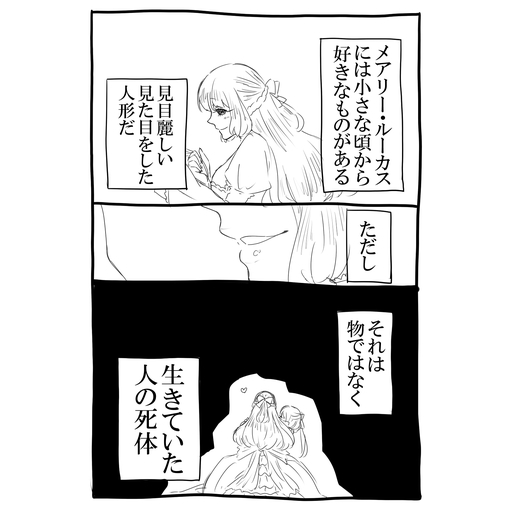 メアリー・ルーカス
には小さな頃から
好きなものがある
見目麗しい
見た目をした
人形だ
ただし
それは
物ではなく
生きていた
人の死体